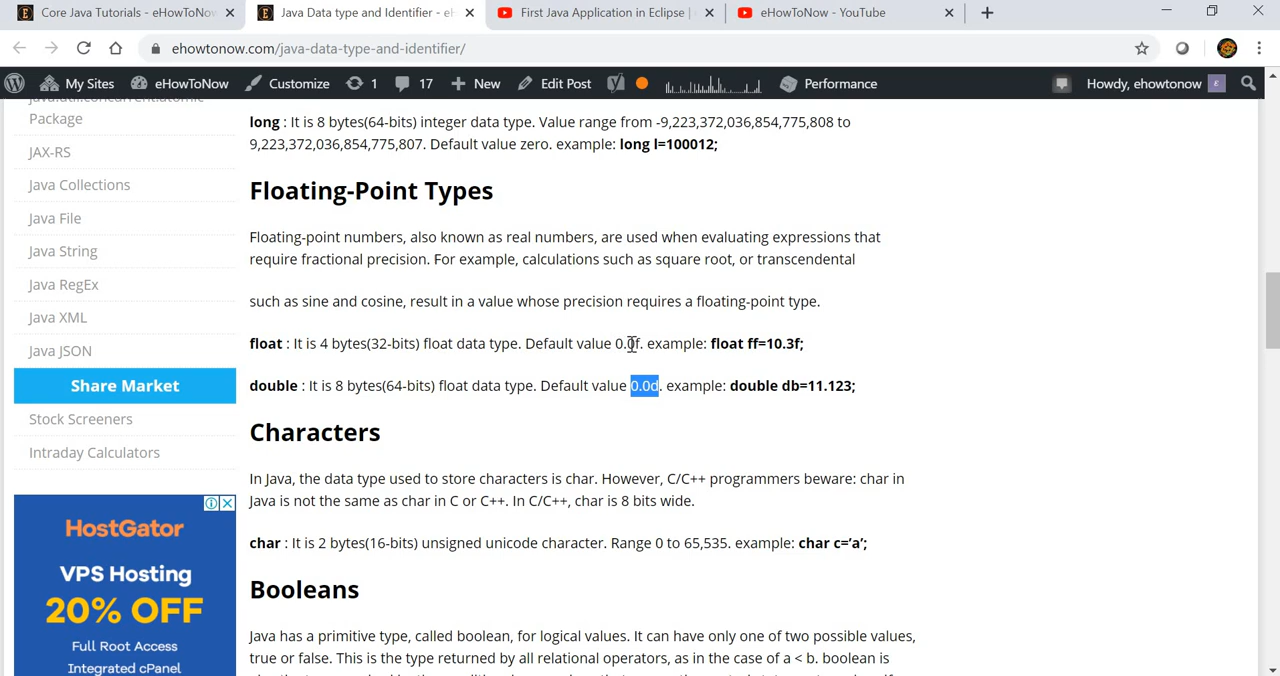 Core Java Tutorials - eHowToNow
Java Data type and Identifier - eH
First Java Application in Eclipse |
eHowToNow - YouTube
ehowtonow.com/java-data-type-and-identifier/
My Sites
eHowToNow
Customize
1
17
New
Edit Post
Performance
Howdy, ehowtonow
java.util.concurrent.atomic
Package
JAX-RS
Java Collections
Java File
Java String
Java RegEx
Java XML
Java JSON
Share Market
Stock Screeners
Intraday Calculators
HostGator
VPS Hosting
20% OFF
Full Root Access
Integrated cPanel
long : It is 8 bytes(64-bits) integer data type. Value range from -9,223,372,036,854,775,808 to
9,223,372,036,854,775,807. Default value zero. example: long l=100012;
Floating-Point Types
Floating-point numbers, also known as real numbers, are used when evaluating expressions that
require fractional precision. For example, calculations such as square root, or transcendental
such as sine and cosine, result in a value whose precision requires a floating-point type.
float : It is 4 bytes(32-bits) float data type. Default value 0.0f. example: float ff=10.3f;
double : It is 8 bytes(64-bits) float data type. Default value 0.0d. example: double db=11.123;
Characters
In Java, the data type used to store characters is char. However, C/C++ programmers beware: char in
Java is not the same as char in C or C++. In C/C++, char is 8 bits wide.
char : It is 2 bytes(16-bits) unsigned unicode character. Range 0 to 65,535. example: char c=‘a’;
Booleans
Java has a primitive type, called boolean, for logical values. It can have only one of two possible values,
true or false. This is the type returned by all relational operators, as in the case of a < b. boolean is